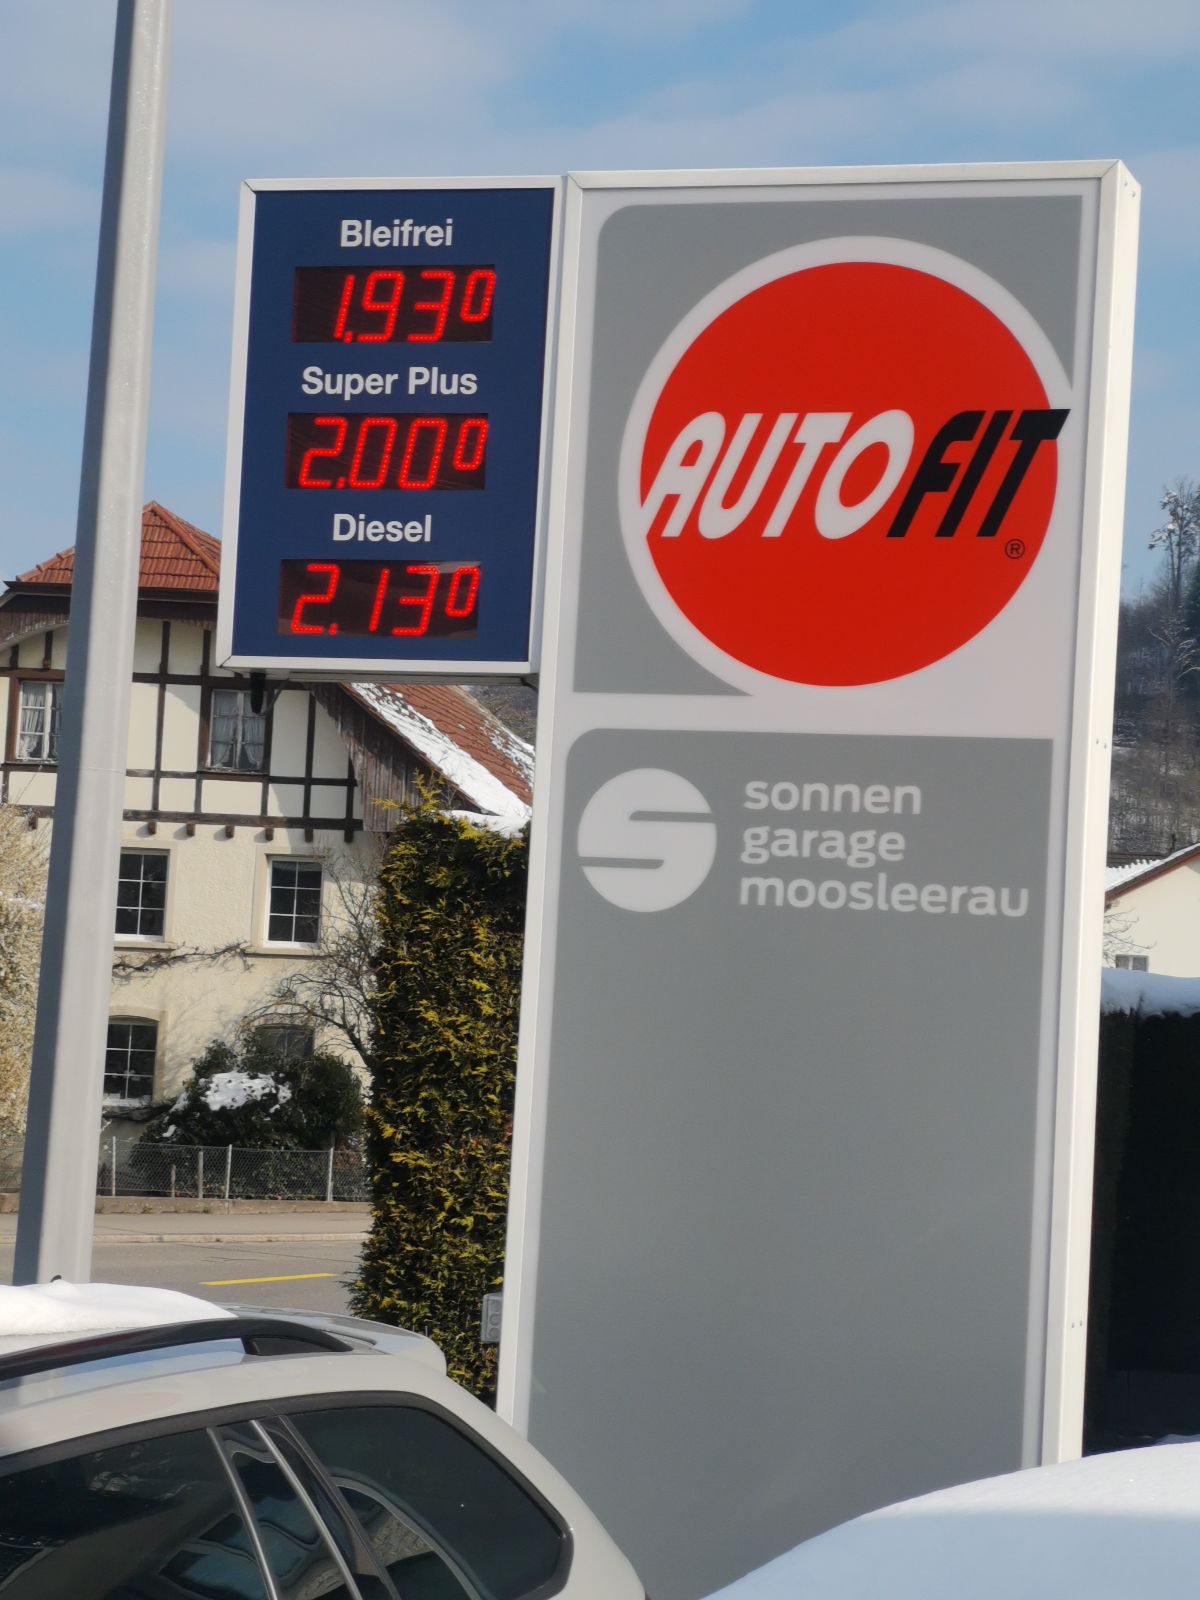 Bleifrei
1.930
Super Plus
2.000
Diesel
2.130
AUTOFIT
®
sonnen
garage
moosleerau